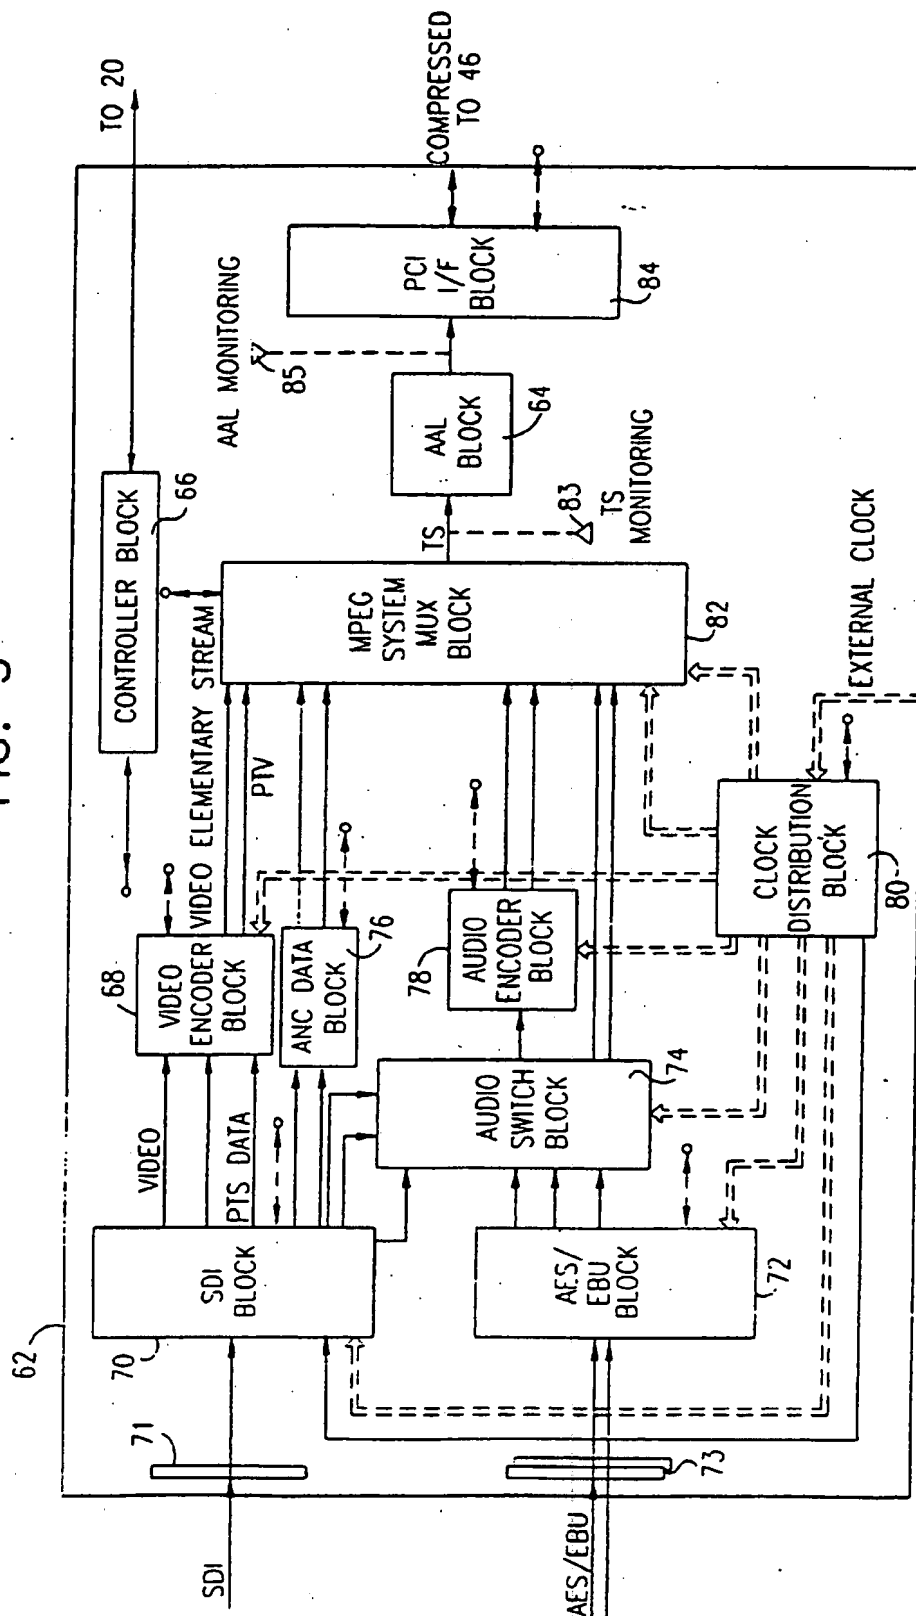 TO 20
COMPRESSED
TO 46
CONTROLLER BLOCK
66
AAL MONITORING
85
PCI
I/F
BLOCK
84
AAL
BLOCK
64
TS
83
TS
MONITORING
MPEG
SYSTEM
MUX
BLOCK
82
VIDEO ELEMENTARY STREAM
PTV
EXTERNAL CLOCK
68
VIDEO
ENCODER
BLOCK
ANC DATA
BLOCK
76
78
AUDIO
ENCODER
BLOCK
CLOCK
DISTRIBUTION
BLOCK
80
VIDEO
PTS DATA
AUDIO
SWITCH
BLOCK
74
62
SDI
BLOCK
70
AES/
EBU
BLOCK
72
71
73
SDI
AES/EBU